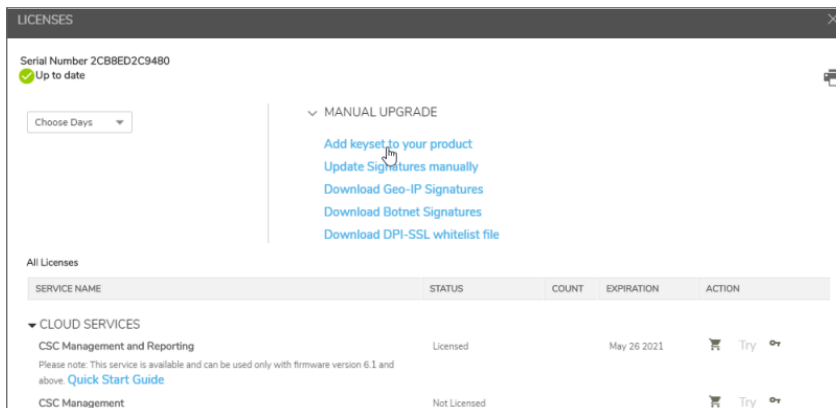 LICENSES
Serial Number 2CB8ED2C9480
Up to date
Choose Days
MANUAL UPGRADE
Add keyset to your product
Update Signatures manually
Download Geo-IP Signatures
Download Botnet Signatures
Download DPI-SSL whitelist file
All Licenses
SERVICE NAME STATUS COUNT EXPIRATION ACTION
CLOUD SERVICES
CSC Management and Reporting Licensed May 26 2021 Try
Please note: This service is available and can be used only with firmware version 6.1 and
above. Quick Start Guide
CSC Management Not Licensed Try